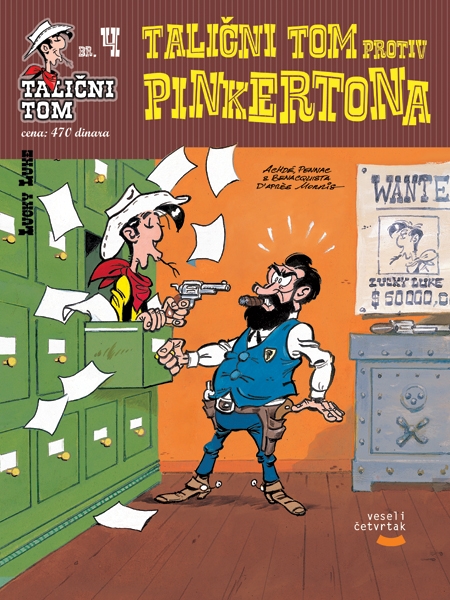 BR. 4
TALIČNI
TOM
cena: 470 dinara
TALIČNI TOM PROTIV
PINKERTONA
LUCKY LUKE
ACHDÉ, PENNAC
& BENACQUISTA
D'APRÈS MORRIS
WANTE
LUCKY LUKE
$ 50000,0
veseli
četvrtak